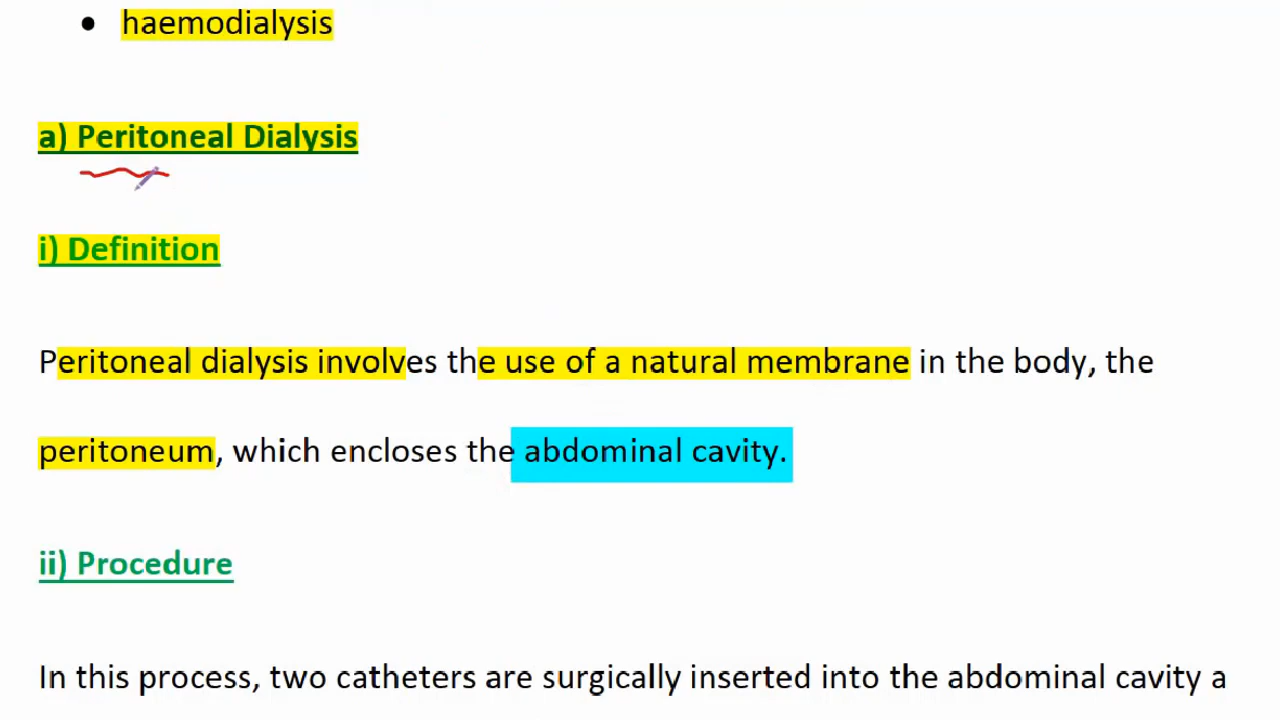 • haemodialysis
a) Peritoneal Dialysis
i) Definition
Peritoneal dialysis involves the use of a natural membrane in the body, the
peritoneum, which encloses the abdominal cavity.
ii) Procedure
In this process, two catheters are surgically inserted into the abdominal cavity a